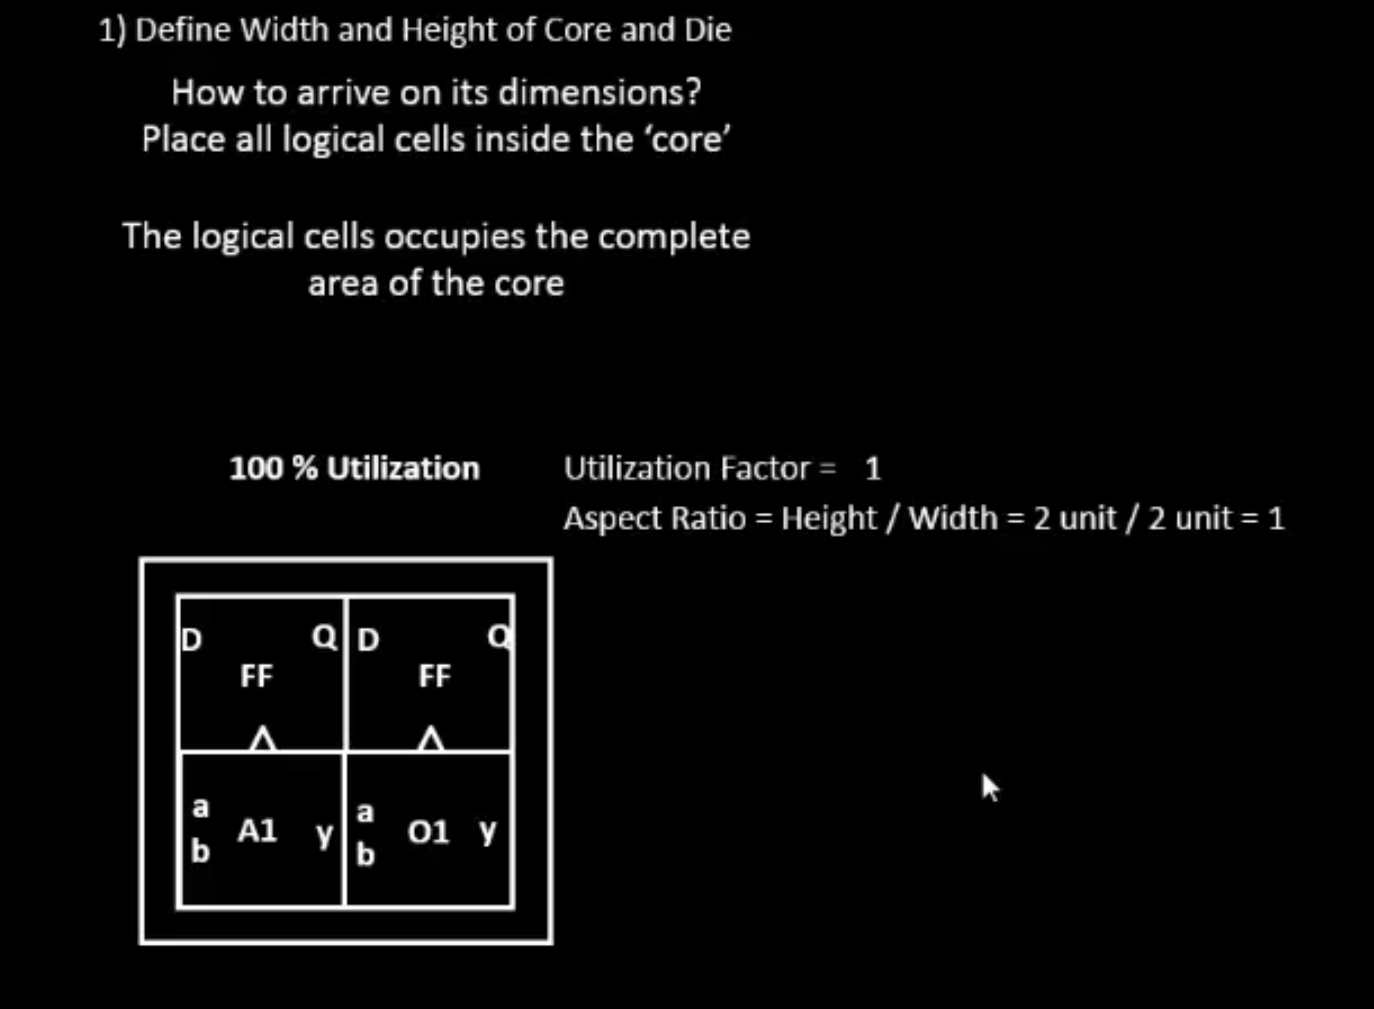 1) Define Width and Height of Core and Die
How to arrive on its dimensions?
Place all logical cells inside the ‘core’
The logical cells occupies the complete
area of the core
100 % Utilization
Utilization Factor = 1
Aspect Ratio = Height / Width = 2 unit / 2 unit = 1
D Q D Q
FF FF
a A1 y a O1 y
b b